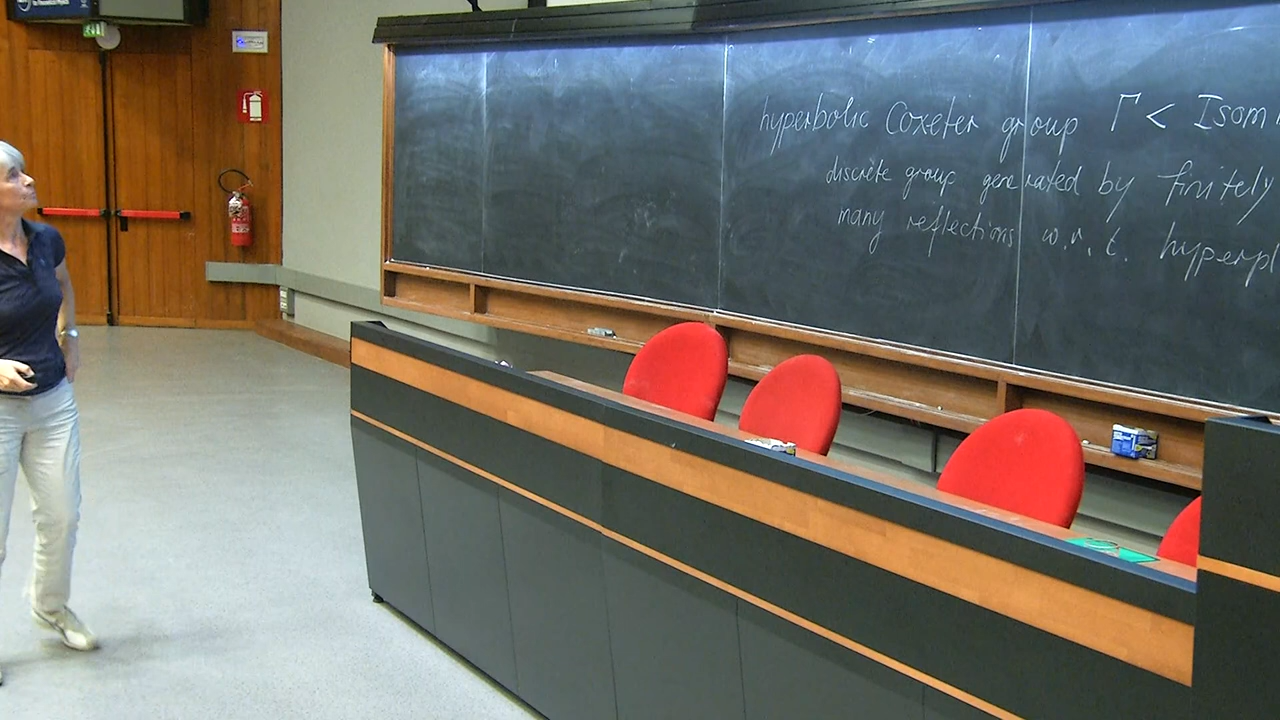 hyperbolic Coxeter group Γ < Isom
discrete group generated by finitely
many reflections w.r.t. hyperpl